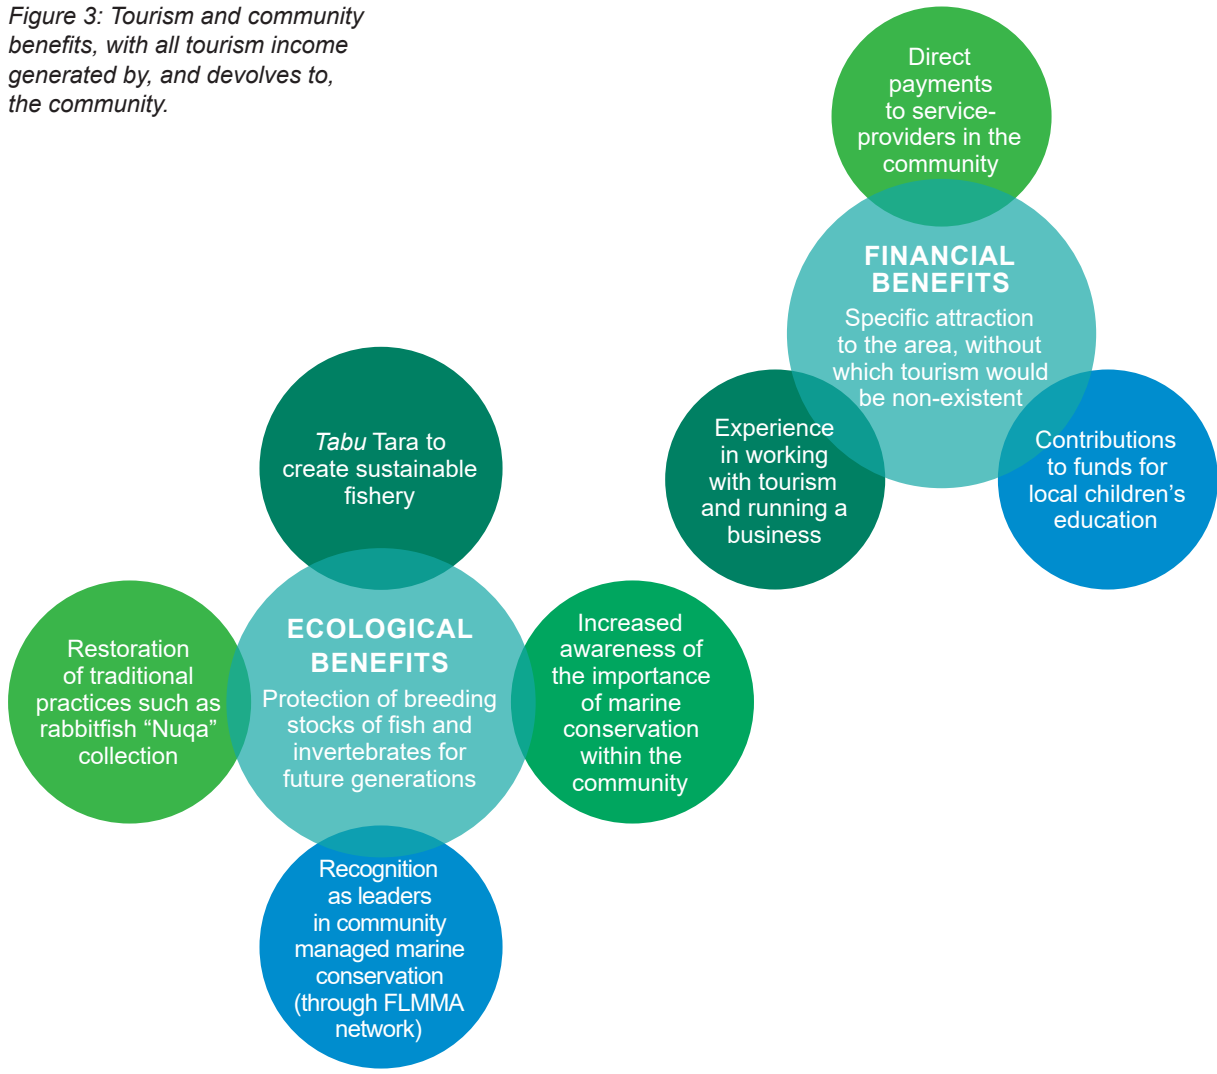 Figure 3: Tourism and community
benefits, with all tourism income
generated by, and devolves to,
the community.
Direct
payments
to service-
providers in the
community
FINANCIAL
BENEFITS
Specific attraction
to the area, without
which tourism would
be non-existent
Experience
in working
with tourism
and running a
business
Contributions
to funds for
local children’s
education
Tabu Tara to
create sustainable
fishery
ECOLOGICAL
BENEFITS
Protection of breeding
stocks of fish and
invertebrates for
future generations
Restoration
of traditional
practices such as
rabbitfish “Nuqa”
collection
Increased
awareness of
the importance
of marine
conservation
within the
community
Recognition
as leaders
in community
managed marine
conservation
(through FLMMA
network)